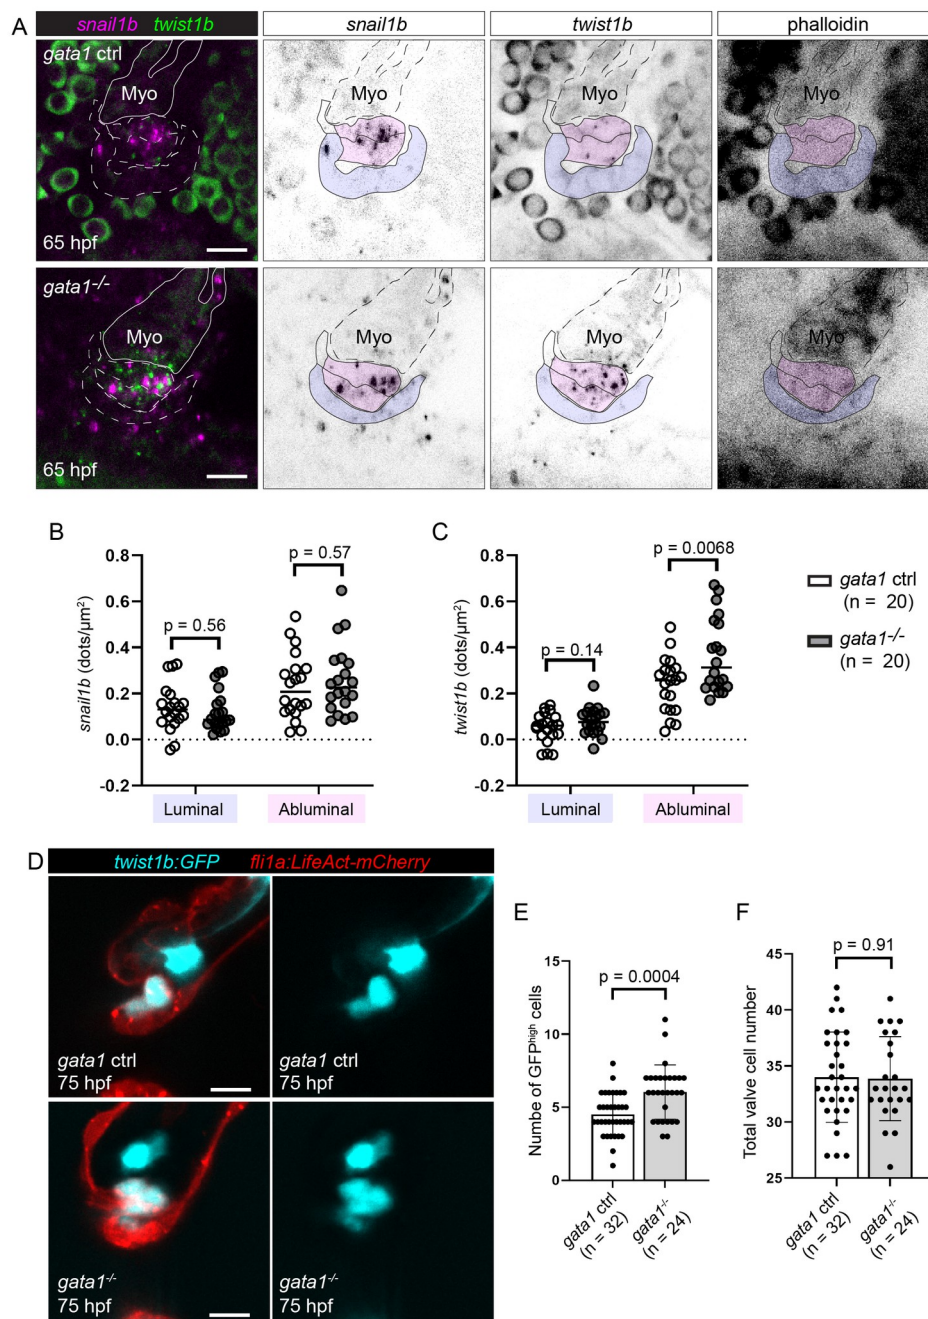 A
snail1b twist1b
snail1b
twist1b
phalloidin
gata1 ctrl
Myo
65 hpf
Myo
Myo
Myo
gata1-/-
Myo
65 hpf
Myo
Myo
Myo
B
snail1b (dots/µm²)
0.8
0.6
0.4
0.2
0.0
-0.2
p = 0.56
p = 0.57
Luminal
Abluminal
C
twist1b (dots/µm²)
0.8
0.6
0.4
0.2
0.0
-0.2
p = 0.14
p = 0.0068
Luminal
Abluminal
gata1 ctrl
(n = 20)
gata1-/-
(n = 20)
D
twist1b:GFP fli1a:LifeAct-mCherry
gata1 ctrl
75 hpf
gata1 ctrl
75 hpf
gata1-/-
75 hpf
gata1-/-
75 hpf
E
Numbe of GFPhigh cells
15
10
5
0
p = 0.0004
gata1 ctrl
(n = 32)
gata1-/-
(n = 24)
F
Total valve cell number
45
40
35
30
25
p = 0.91
gata1 ctrl
(n = 32)
gata1-/-
(n = 24)